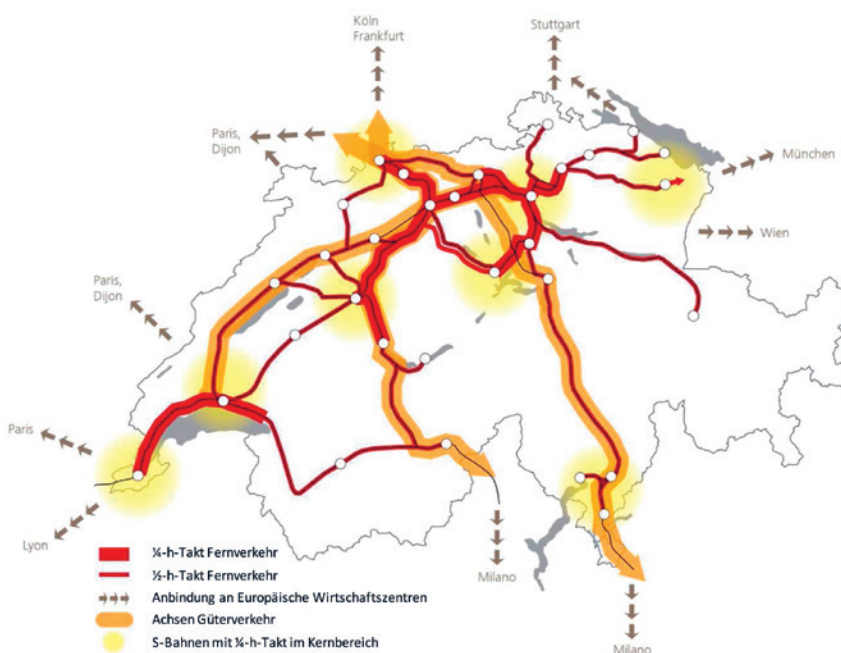 Köln
Frankfurt
Stuttgart
Paris,
Dijon
München
Wien
Paris,
Dijon
Paris
Lyon
Milano
Milano
¼-h-Takt Fernverkehr
½-h-Takt Fernverkehr
Anbindung an Europäische Wirtschaftszentren
Achsen Güterverkehr
S-Bahnen mit ¼-h-Takt im Kernbereich